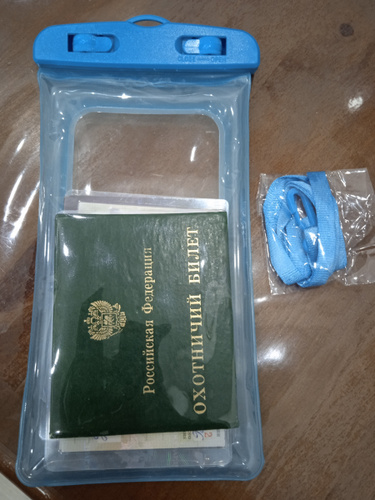 Российская Федерация
ОХОТНИЧИЙ БИЛЕТ